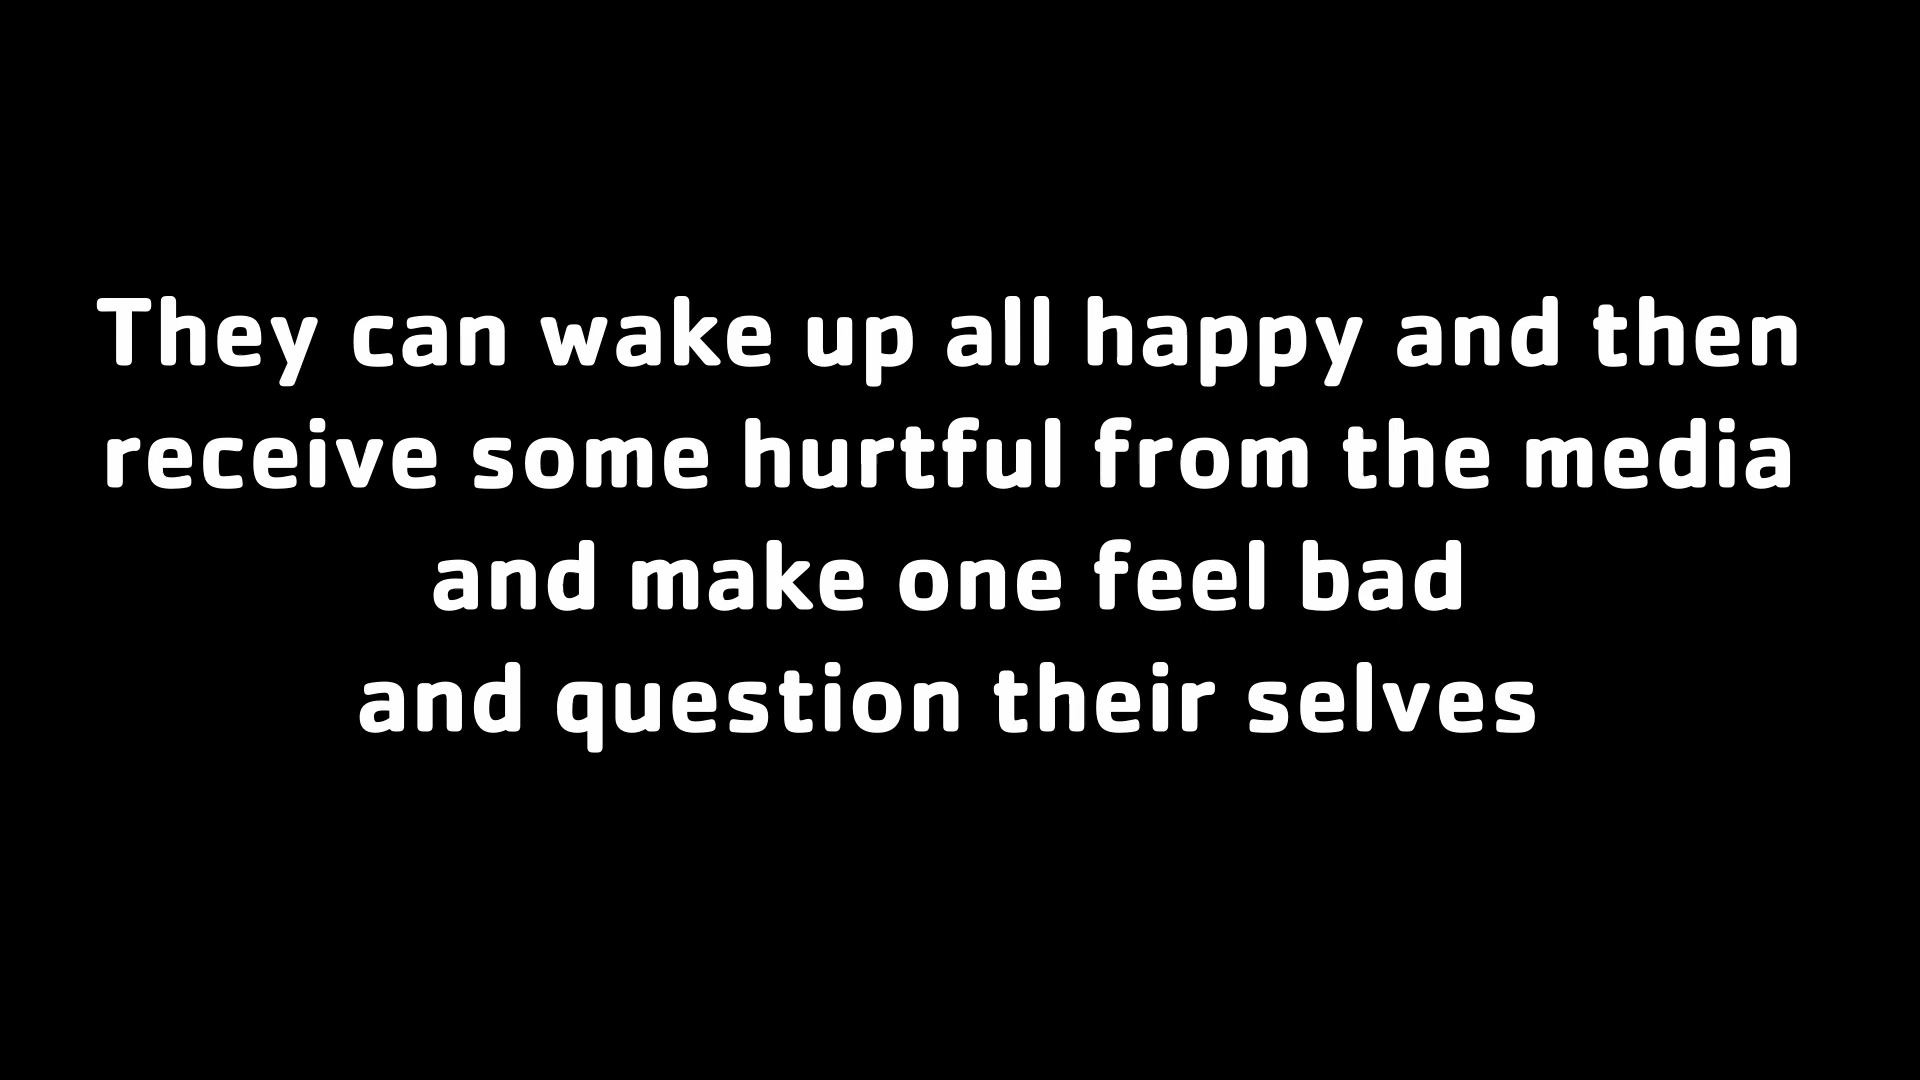 They can wake up all happy and then
receive some hurtful from the media
and make one feel bad
and question their selves